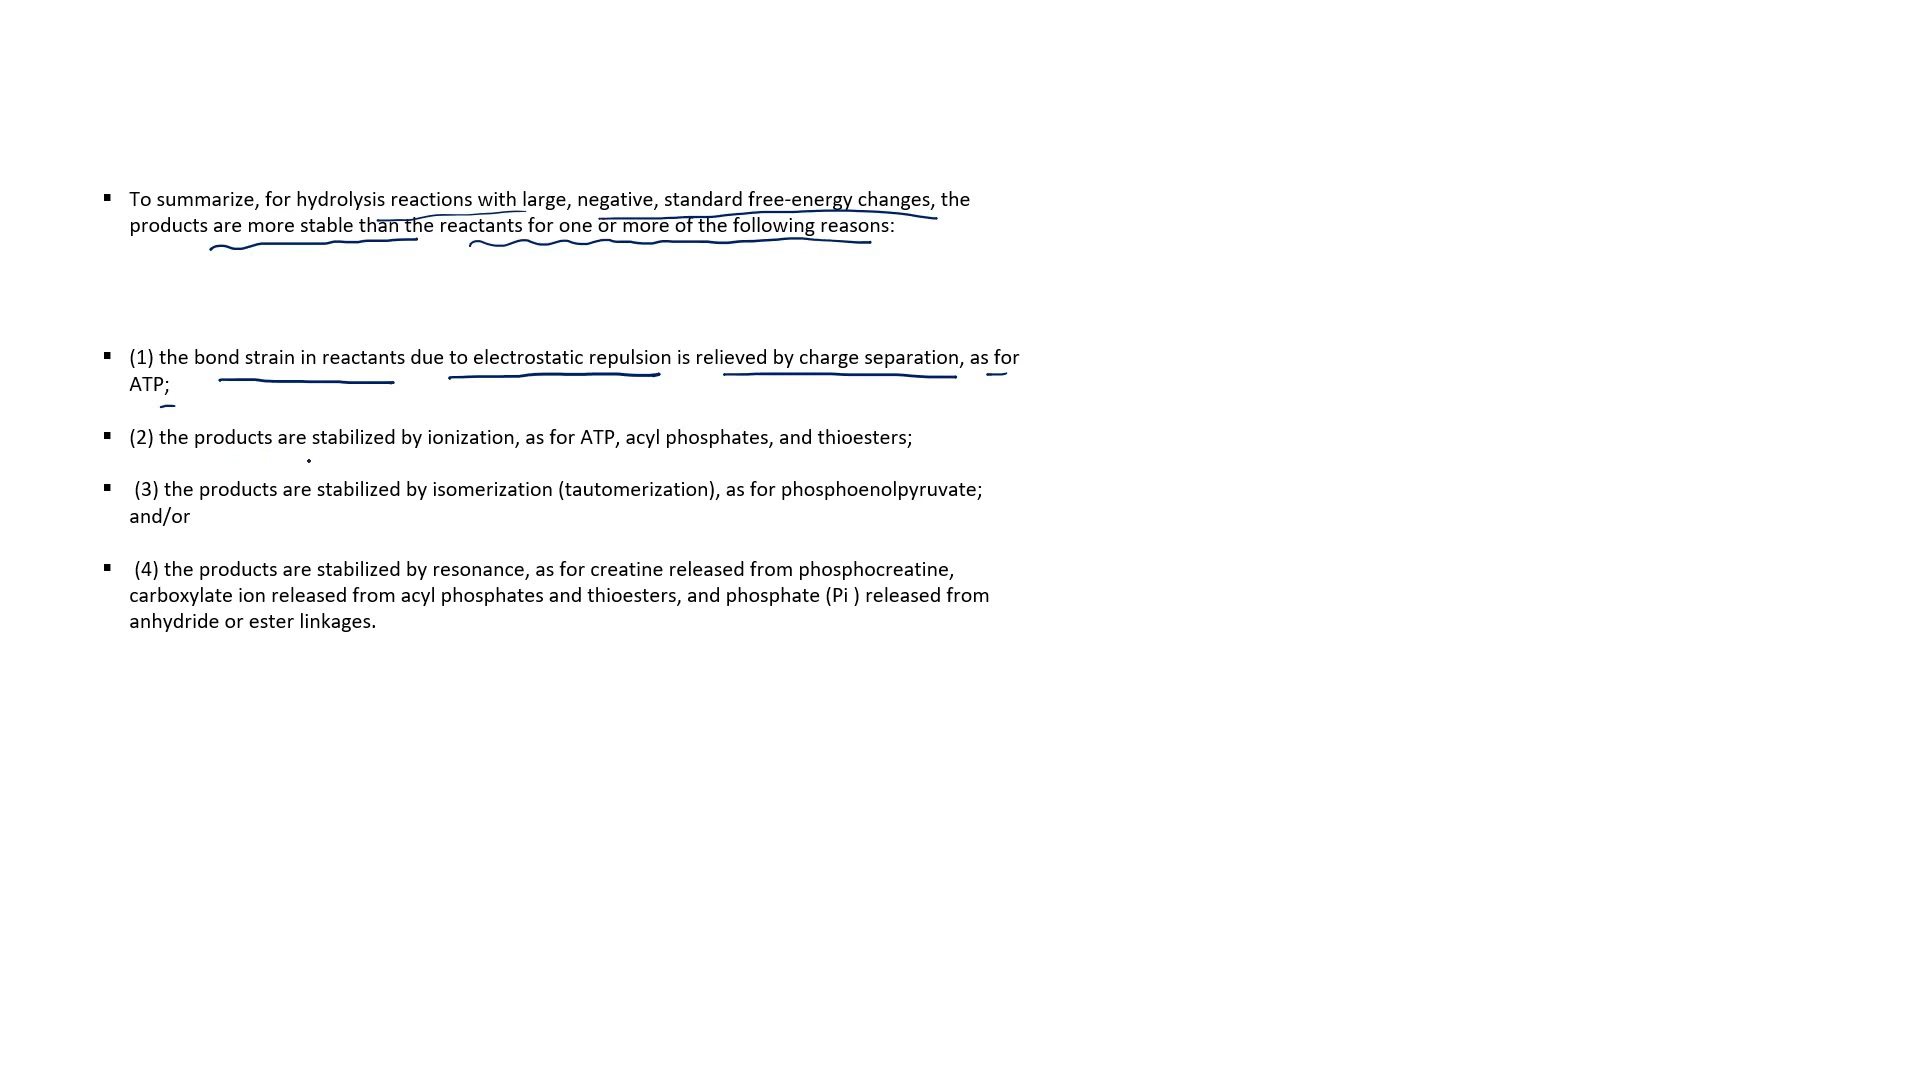 ▪ To summarize, for hydrolysis reactions with large, negative, standard free-energy changes, the
products are more stable than the reactants for one or more of the following reasons:
▪ (1) the bond strain in reactants due to electrostatic repulsion is relieved by charge separation, as for
ATP;
▪ (2) the products are stabilized by ionization, as for ATP, acyl phosphates, and thioesters;
▪ (3) the products are stabilized by isomerization (tautomerization), as for phosphoenolpyruvate;
and/or
▪ (4) the products are stabilized by resonance, as for creatine released from phosphocreatine,
carboxylate ion released from acyl phosphates and thioesters, and phosphate (Pi ) released from
anhydride or ester linkages.